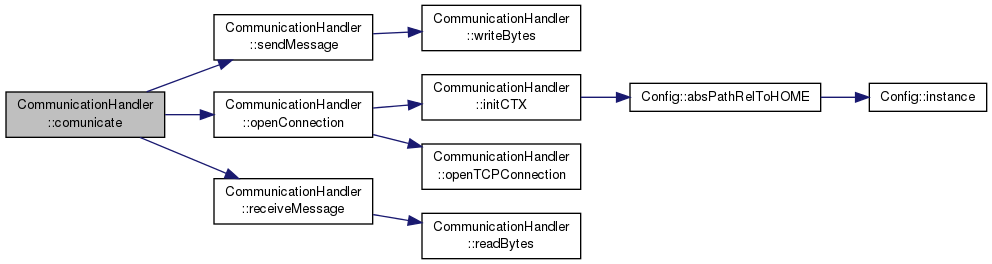 CommunicationHandler
::comunicate
CommunicationHandler
::sendMessage
CommunicationHandler
::openConnection
CommunicationHandler
::receiveMessage
CommunicationHandler
::writeBytes
CommunicationHandler
::initCTX
CommunicationHandler
::openTCPConnection
CommunicationHandler
::readBytes
Config::absPathRelToHOME
Config::instance